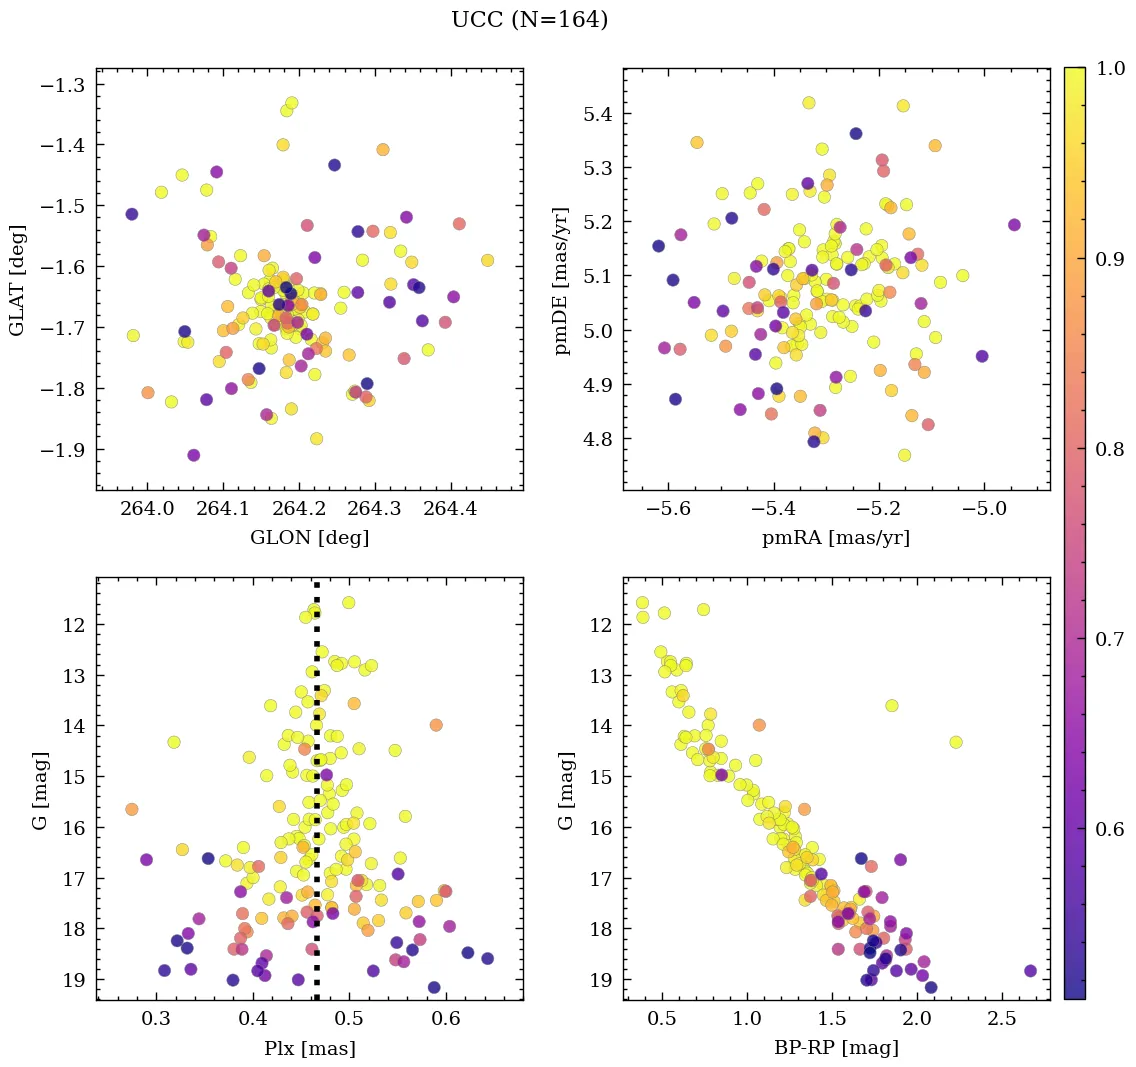 UCC (N=164)
−1.3
−1.4
−1.5
−1.6
−1.7
−1.8
−1.9
GLAT [deg]
264.0 264.1 264.2 264.3 264.4
GLON [deg]
5.4
5.3
5.2
5.1
5.0
4.9
4.8
pmDE [mas/yr]
−5.6 −5.4 −5.2 −5.0
pmRA [mas/yr]
12
13
14
15
16
17
18
19
G [mag]
0.3 0.4 0.5 0.6
Plx [mas]
12
13
14
15
16
17
18
19
G [mag]
0.5 1.0 1.5 2.0 2.5
BP-RP [mag]
1.0
0.9
0.8
0.7
0.6